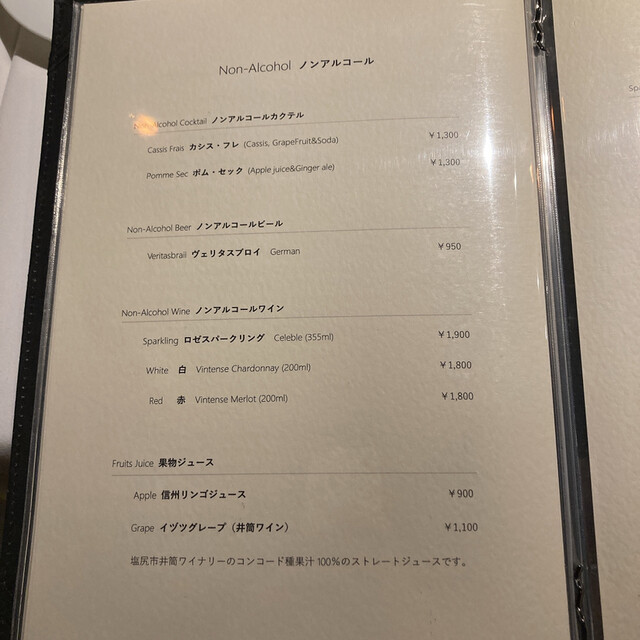 Non-Alcohol ノンアルコール
Alcohol Cocktail ノンアルコールカクテル
Cassis Frais カシス・フレ (Cassis, GrapeFruit&Soda) ￥1,300
Pomme Sec ポム・セック (Apple juice&Ginger ale) ￥1,300
Non-Alcohol Beer ノンアルコールビール
Veritasbrail ヴェリタスブロイ German ￥950
Non-Alcohol Wine ノンアルコールワイン
Sparkling ロゼスパークリング Celeble (355ml) ￥1,900
White 白 Vintense Chardonnay (200ml) ￥1,800
Red 赤 Vintense Merlot (200ml) ￥1,800
Fruits Juice 果物ジュース
Apple 信州リンゴジュース ￥900
Grape イヅツグレープ（井筒ワイン） ￥1,100
塩尻市井筒ワイナリーのコンコード種果汁100％のストレートジュースです。